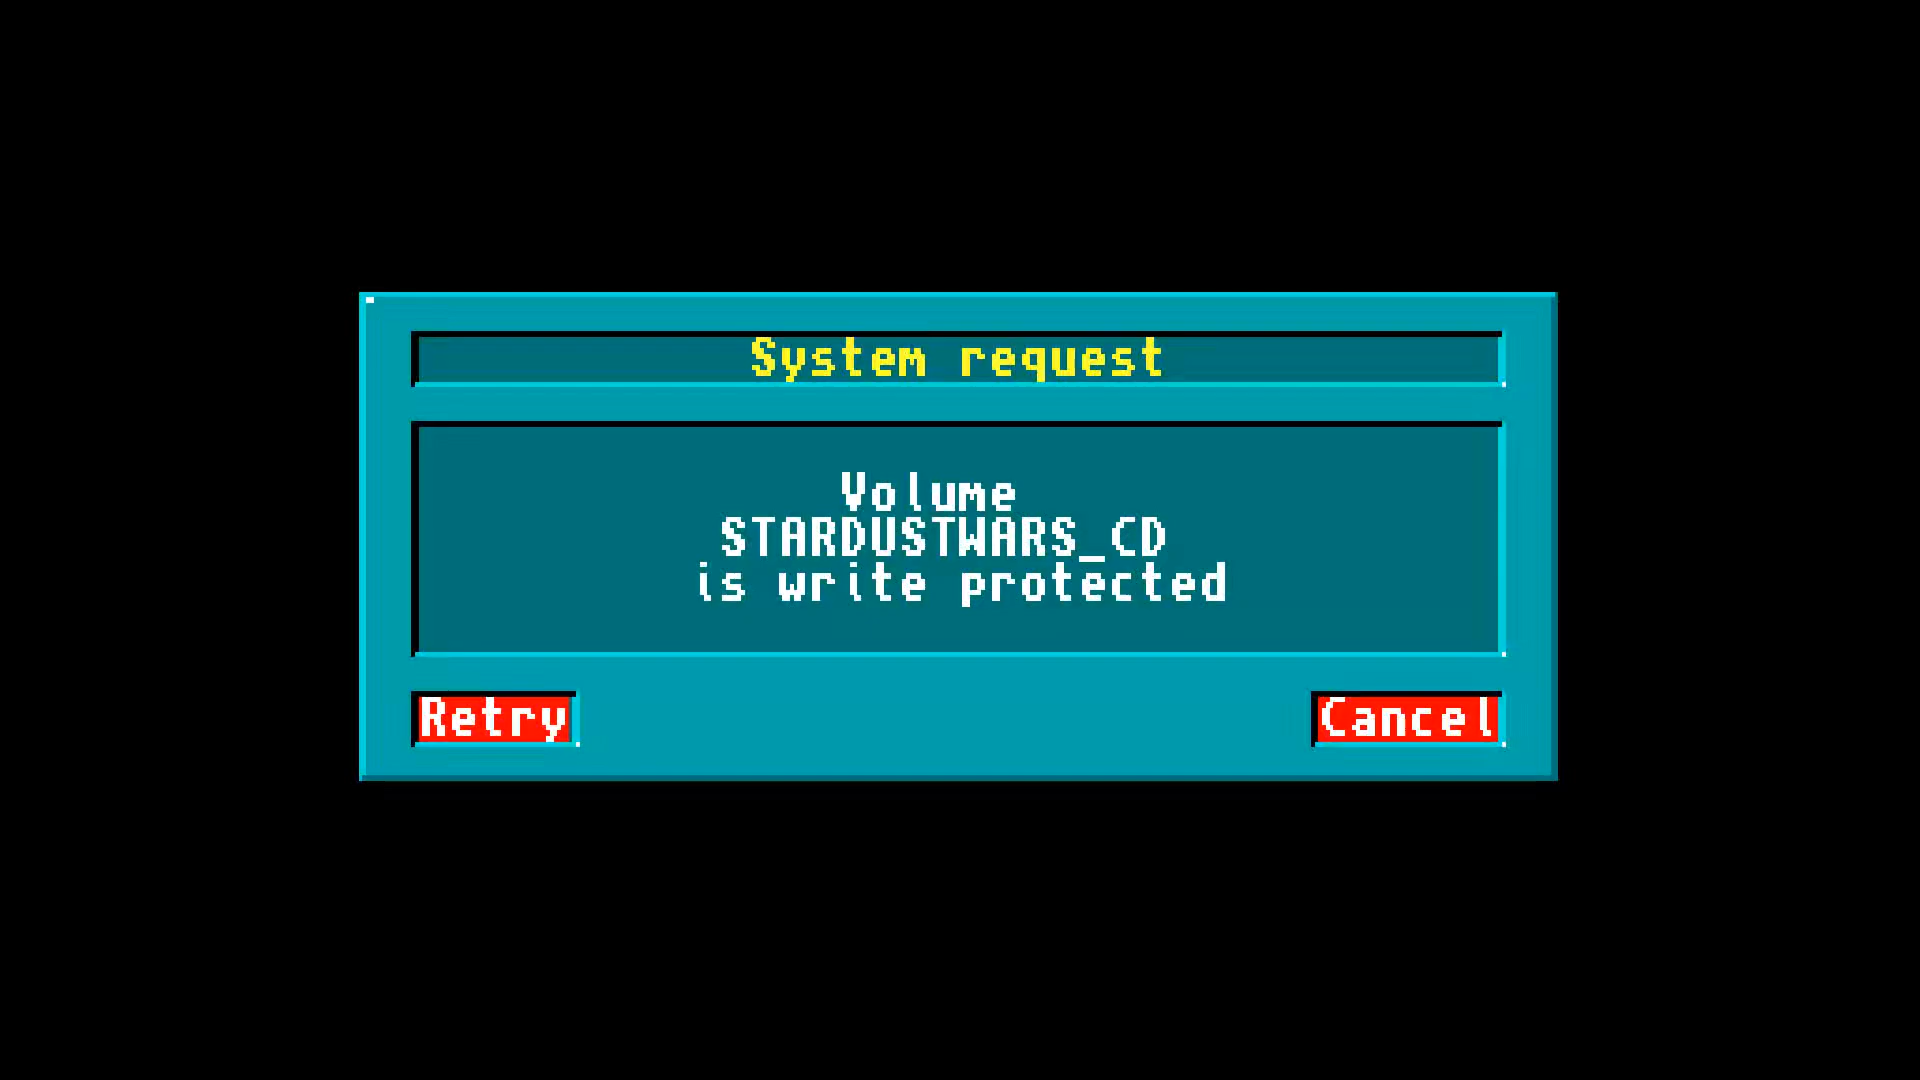 System request
Volume
STARDUSTWARS_CD
is write protected
Retry
Cancel